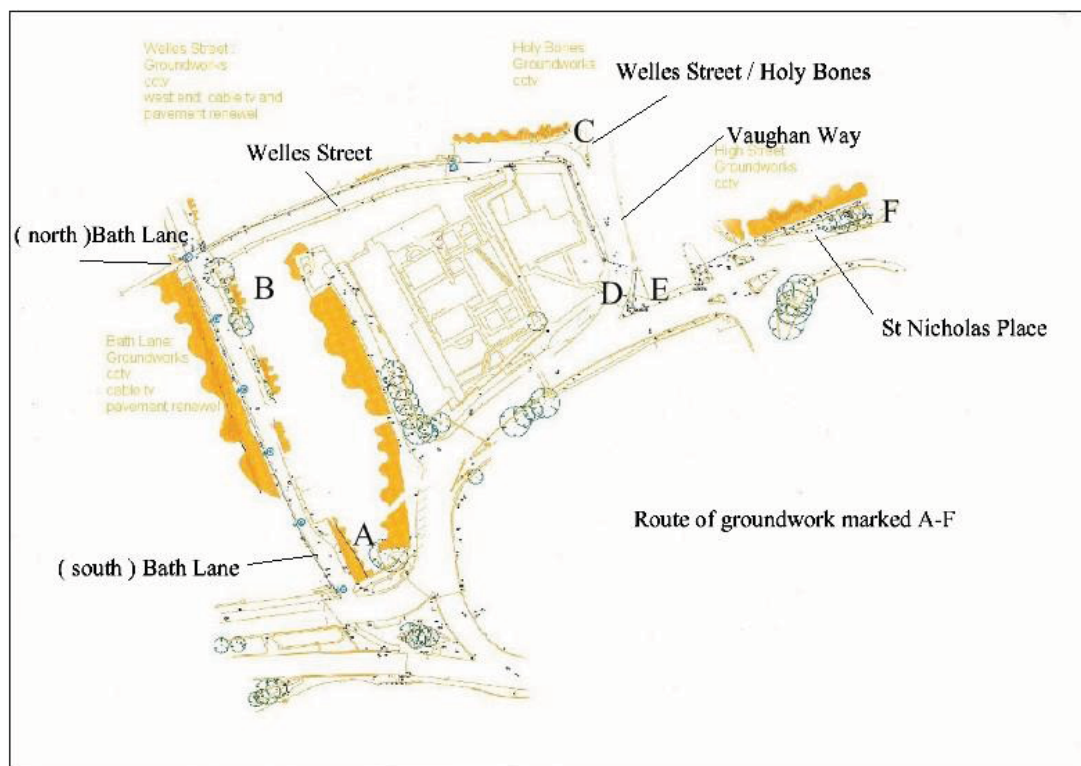 Welles Street:
Groundworks
cctv
west end: cable tv and
pavement renewel
Holy Bones:
Groundworks
cctv
Welles Street / Holy Bones
Vaughan Way
Welles Street
C
High Street:
Groundworks
cctv
F
( north )Bath Lane
B
D
E
St Nicholas Place
Bath Lane:
Groundworks
cctv
cable tv
pavement renewel
Route of groundwork marked A-F
A
( south ) Bath Lane